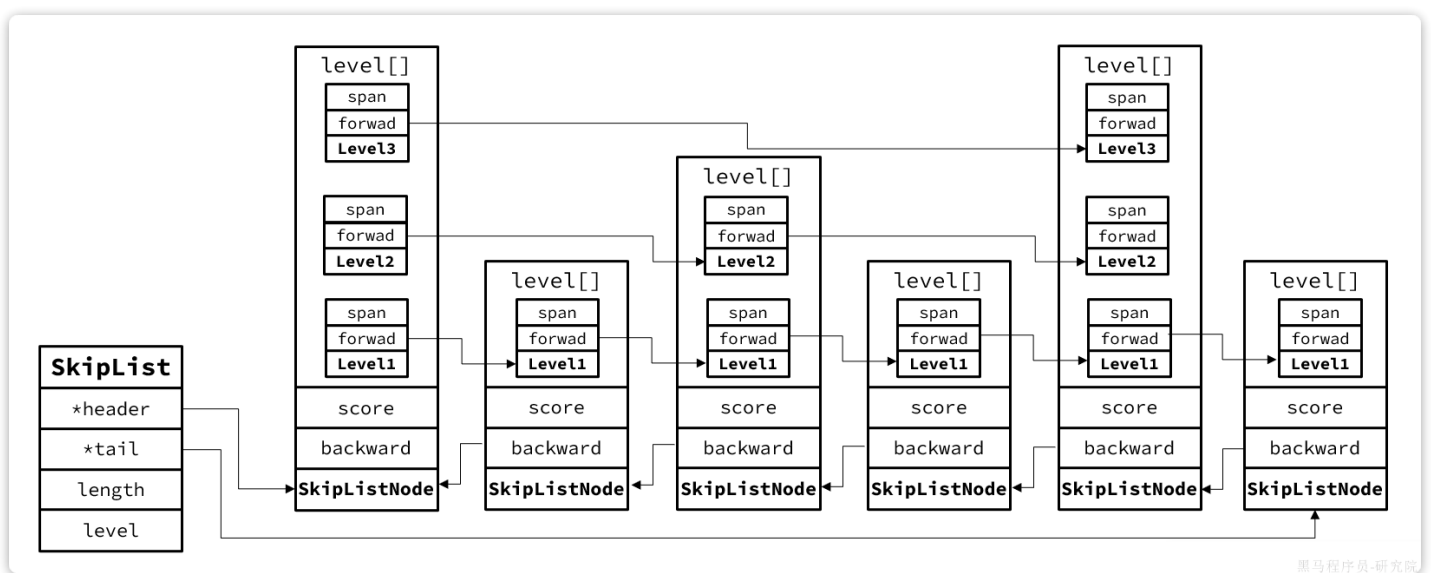 SkipList
*header
*tail
length
level
level[]
span
forwad
Level3
span
forwad
Level2
span
forwad
Level1
score
backward
SkipListNode
level[]
span
forwad
Level1
score
backward
SkipListNode
level[]
span
forwad
Level2
span
forwad
Level1
score
backward
SkipListNode
level[]
span
forwad
Level1
score
backward
SkipListNode
level[]
span
forwad
Level3
span
forwad
Level2
span
forwad
Level1
score
backward
SkipListNode
level[]
span
forwad
Level1
score
backward
SkipListNode
黑马程序员-研究院